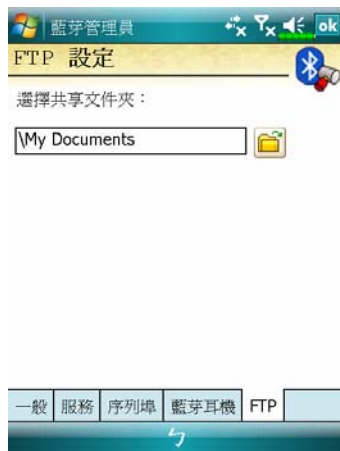 藍芽管理員 ok
FTP 設定
選擇共享文件夾：
\My Documents
一般 服務 序列埠 藍芽耳機 FTP
ㄣ